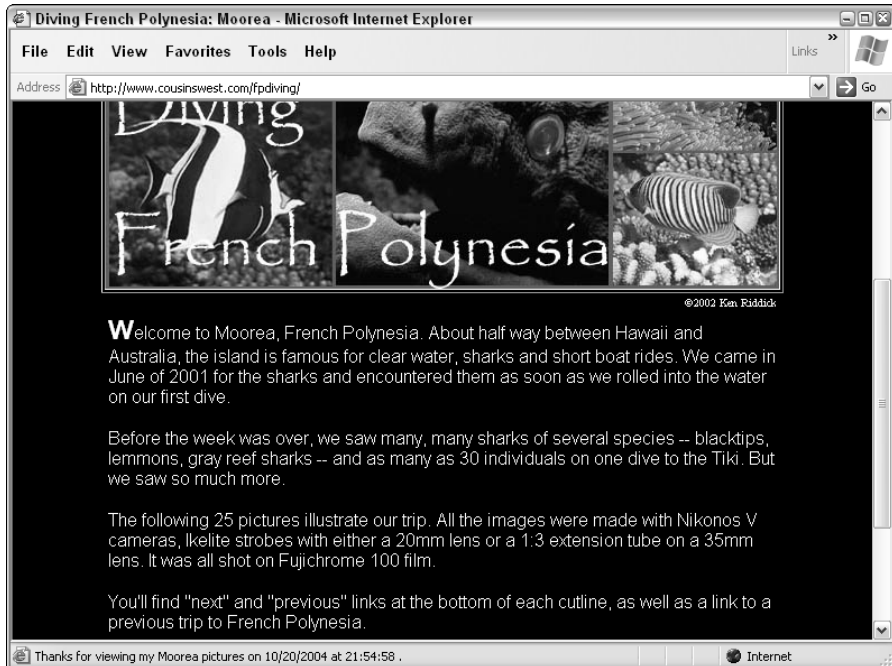 Diving French Polynesia: Moorea - Microsoft Internet Explorer
File Edit View Favorites Tools Help Links »
Address http://www.cousinswest.com/fpdiving/ Go
Diving
French Polynesia
©2002 Ken Riddick
Welcome to Moorea, French Polynesia. About half way between Hawaii and
Australia, the island is famous for clear water, sharks and short boat rides. We came in
June of 2001 for the sharks and encountered them as soon as we rolled into the water
on our first dive.
Before the week was over, we saw many, many sharks of several species -- blacktips,
lemmons, gray reef sharks -- and as many as 30 individuals on one dive to the Tiki. But
we saw so much more.
The following 25 pictures illustrate our trip. All the images were made with Nikonos V
cameras, Ikelite strobes with either a 20mm lens or a 1:3 extension tube on a 35mm
lens. It was all shot on Fujichrome 100 film.
You'll find "next" and "previous" links at the bottom of each cutline, as well as a link to a
previous trip to French Polynesia.
Thanks for viewing my Moorea pictures on 10/20/2004 at 21:54:58 . Internet